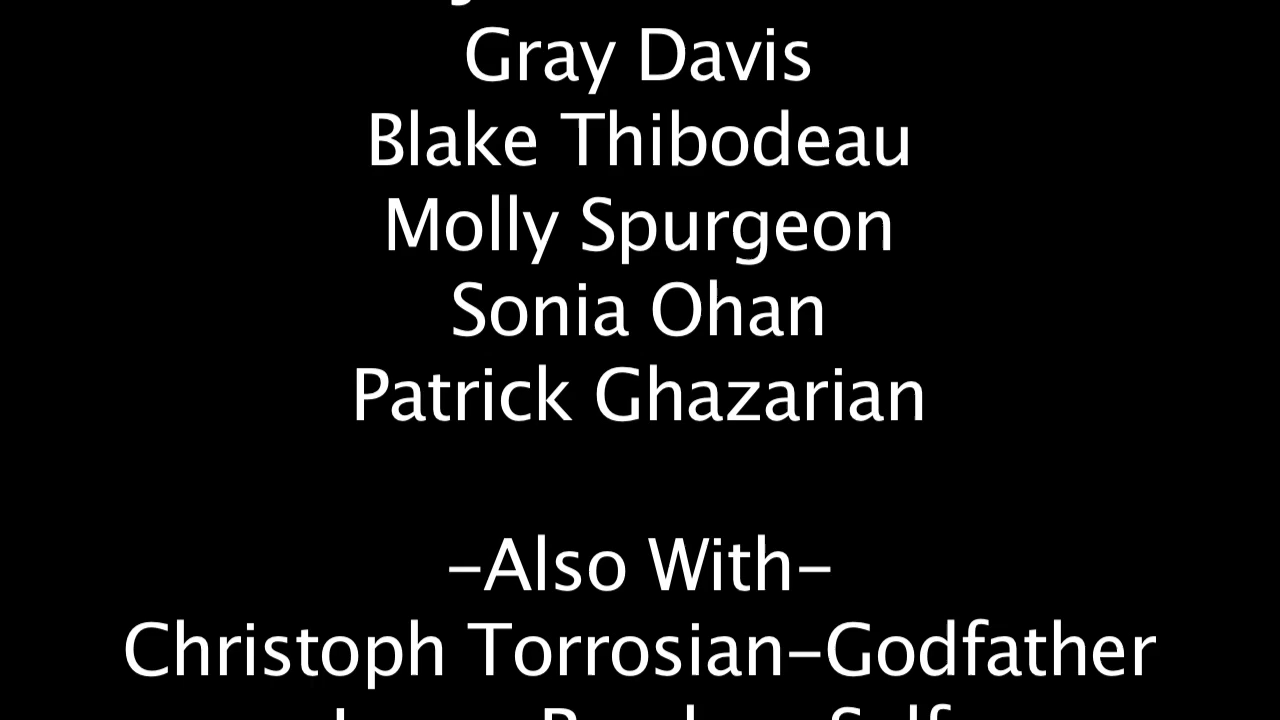 Gray Davis
Blake Thibodeau
Molly Spurgeon
Sonia Ohan
Patrick Ghazarian
-Also With-
Christoph Torrosian-Godfather